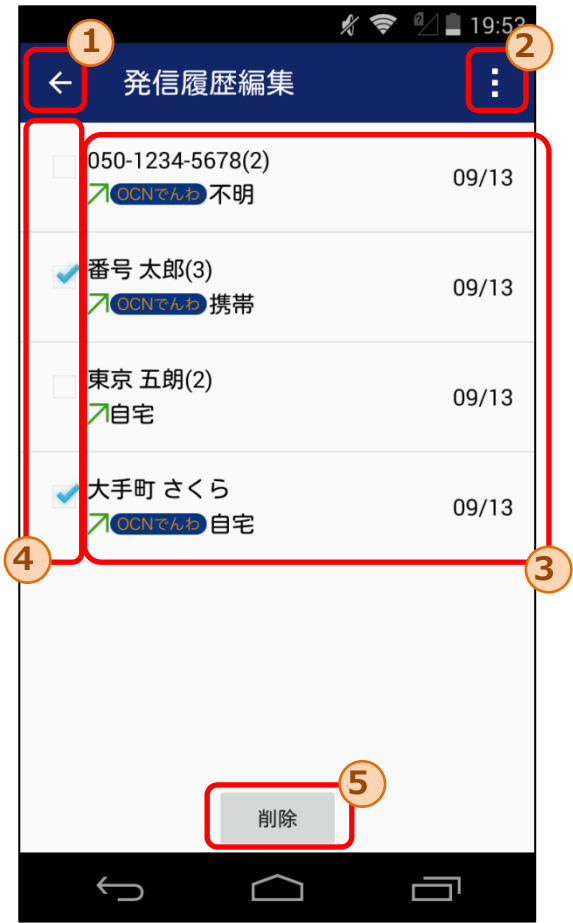 19:53
1
2
発信履歴編集
050-1234-5678(2)
OCNでんわ 不明
09/13
番号 太郎(3)
OCNでんわ 携帯
09/13
東京 五朗(2)
自宅
09/13
大手町 さくら
OCNでんわ 自宅
09/13
4
3
5
削除